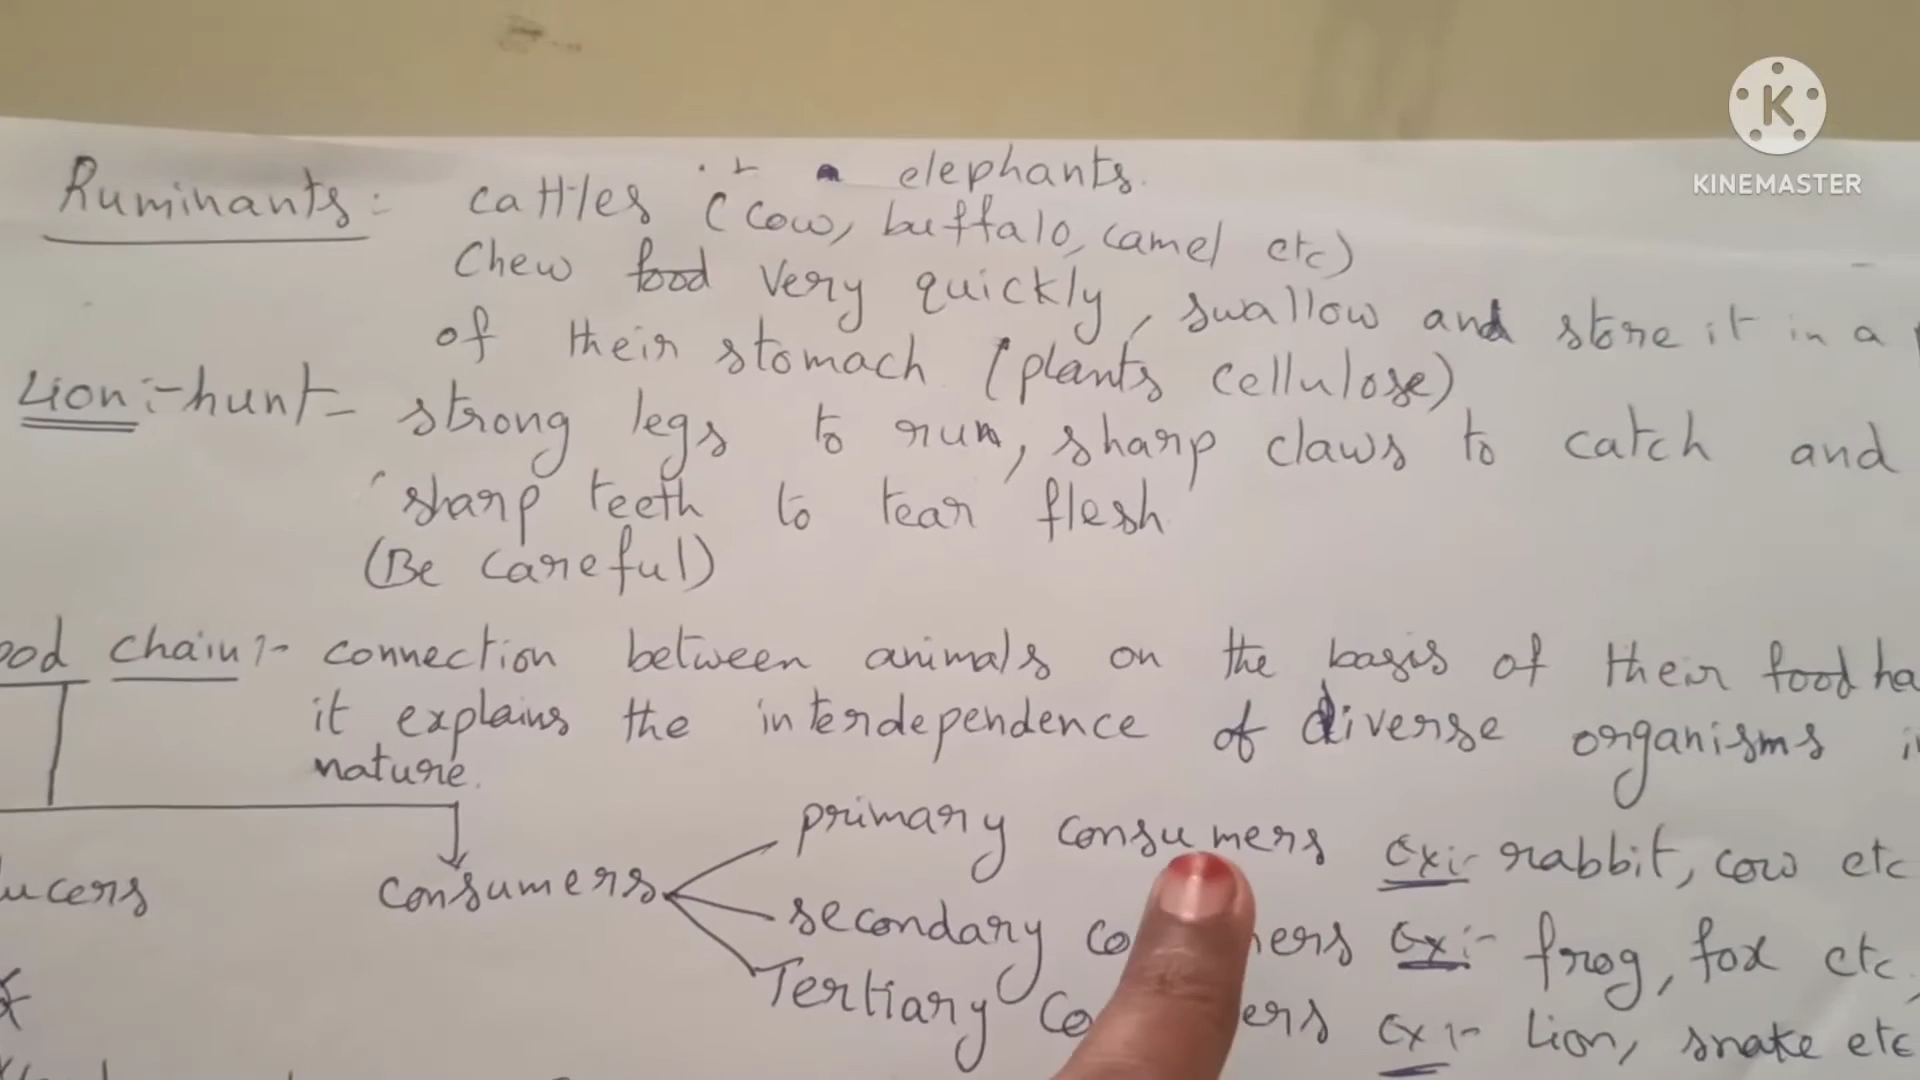 elephants.
KINEMASTER
Ruminants:- cattles (cow, buffalo, camel etc)
Chew food very quickly, swallow and store it in a
of their stomach (plants cellulose)
Lion :- hunt - strong legs to run, sharp claws to catch and
sharp teeth to tear flesh
(Be careful)
ood chain :- connection between animals on the basis of their food ha
it explains the interdependence of diverse organisms i
nature.
primary consumers ex:- rabbit, cow etc
ucers consumers
secondary co ers ex:- frog, fox etc,
Tertiary Co ers ex:- Lion, snake etc